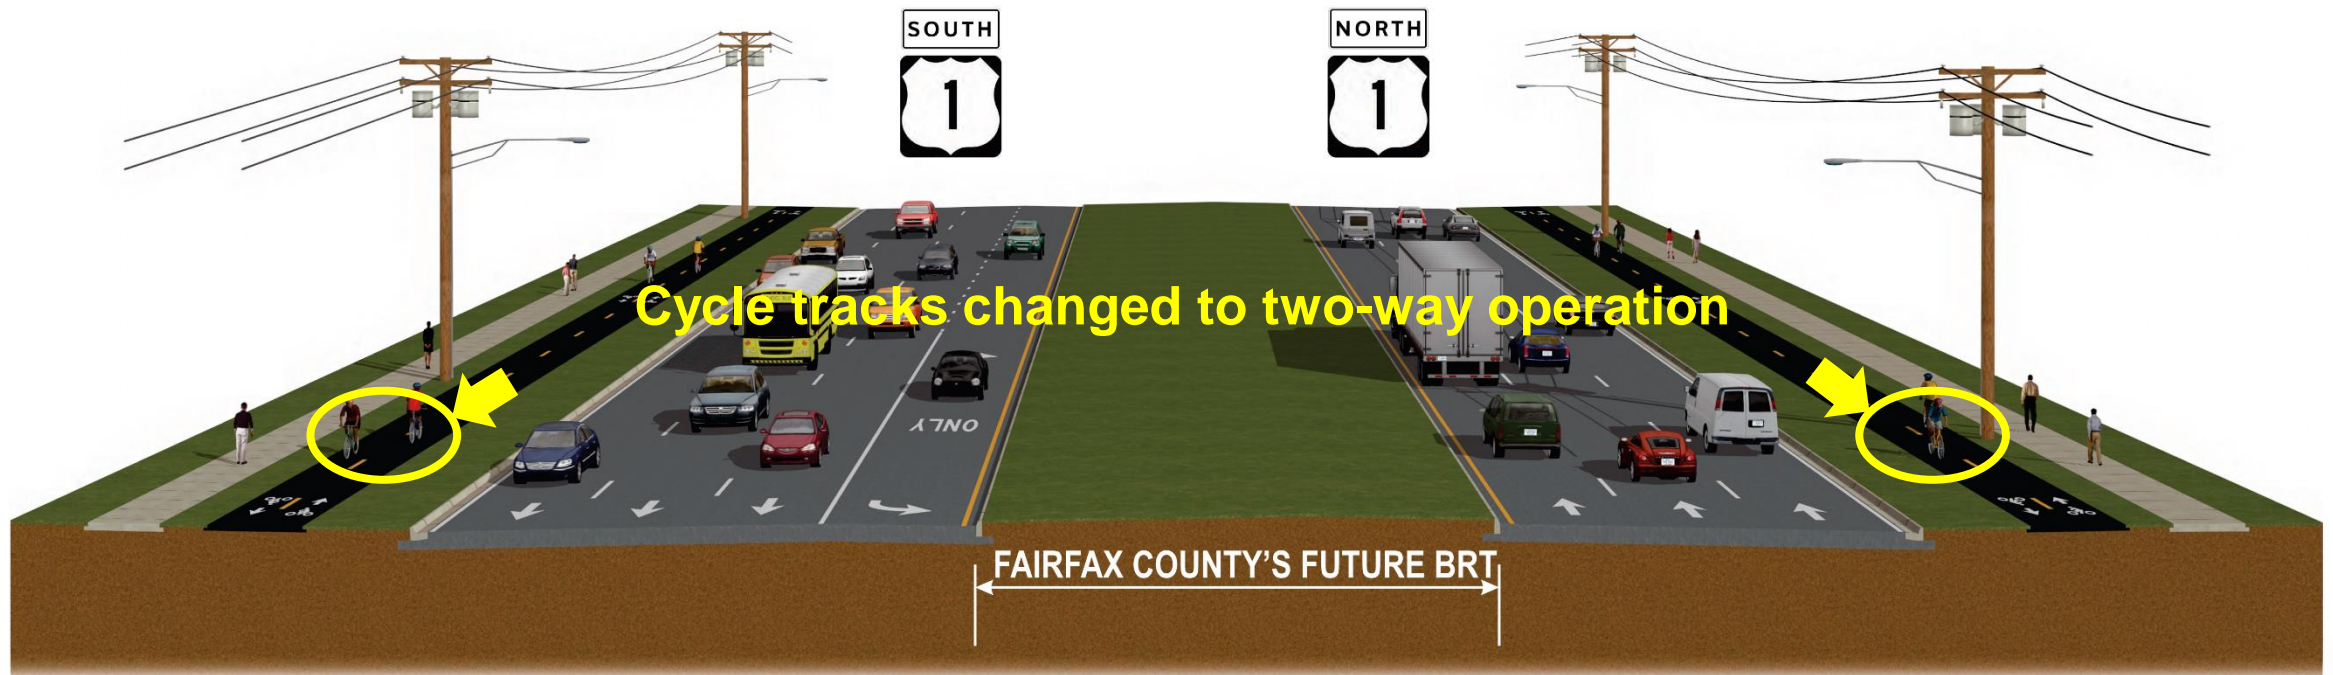 SOUTH
1
NORTH
1
Cycle tracks changed to two-way operation
ONLY
FAIRFAX COUNTY'S FUTURE BRT